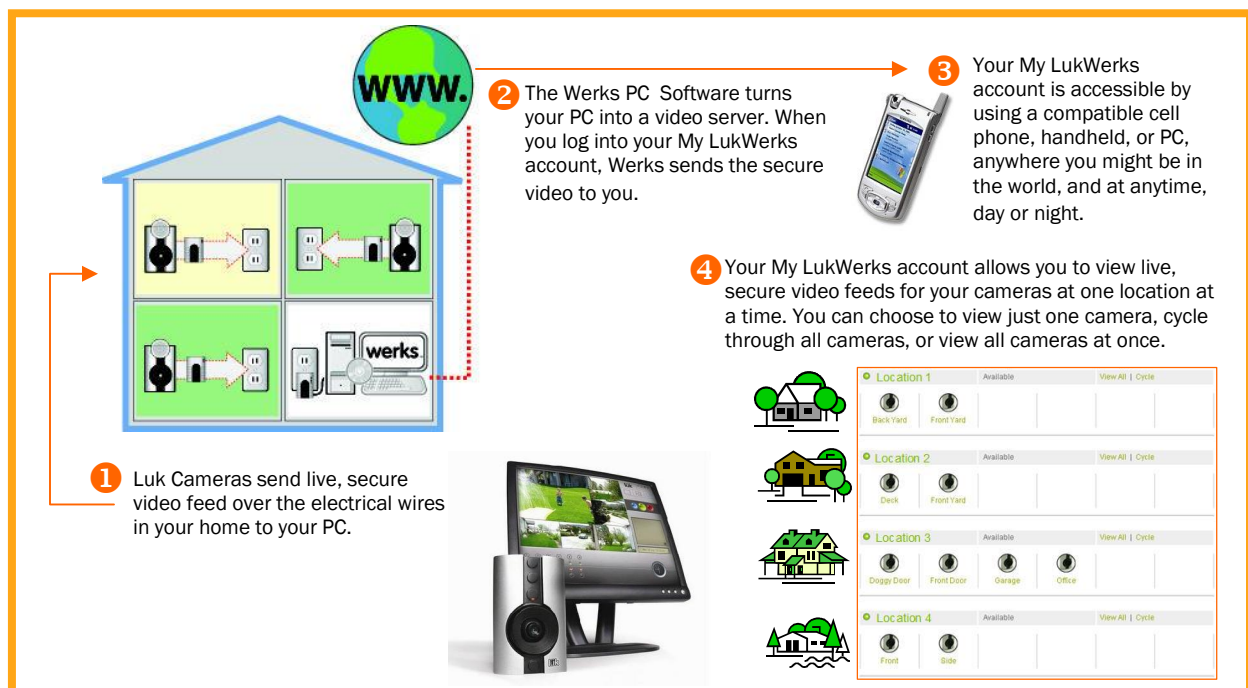 WWW.
2 The Werks PC Software turns
your PC into a video server. When
you log into your My LukWerks
account, Werks sends the secure
video to you.
3 Your My LukWerks
account is accessible by
using a compatible cell
phone, handheld, or PC,
anywhere you might be in
the world, and at anytime,
day or night.
werks
4 Your My LukWerks account allows you to view live,
secure video feeds for your cameras at one location at
a time. You can choose to view just one camera, cycle
through all cameras, or view all cameras at once.
1 Luk Cameras send live, secure
video feed over the electrical wires
in your home to your PC.
Location 1 Available View All | Cycle
Back Yard Front Yard
Location 2 Available View All | Cycle
Deck Front Yard
Location 3 Available View All | Cycle
Doggy Door Front Door Garage Office
Location 4 Available View All | Cycle
Front Side